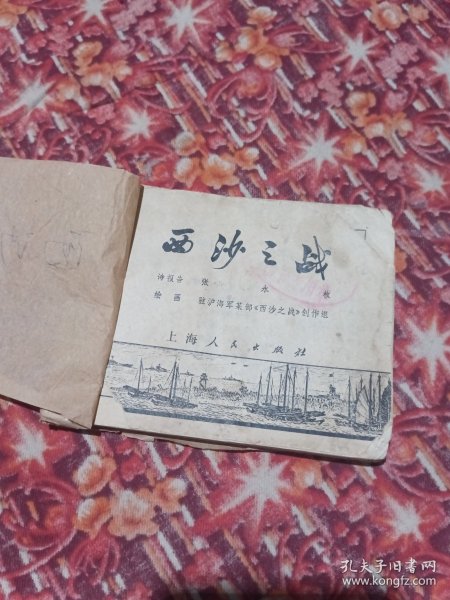 西沙之战
诗报告 张永枚
绘画 驻沪海军某部《西沙之战》创作组
上海人民出版社
孔夫子旧书网
www.kongfz.com